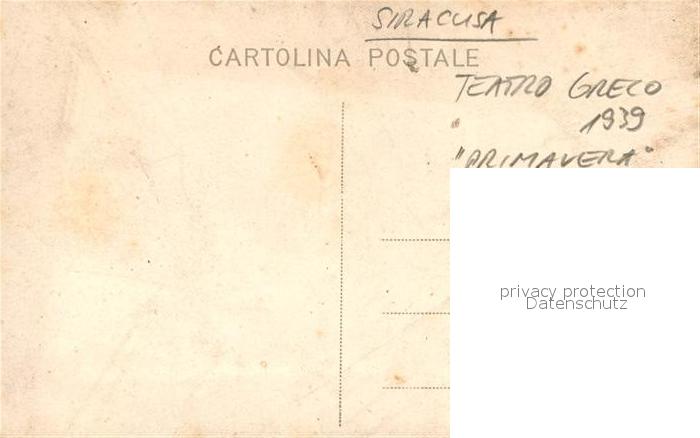 SIRACUSA
CARTOLINA POSTALE
TEATRO GRECO
1939
"PRIMAVERA"
privacy protection
Datenschutz